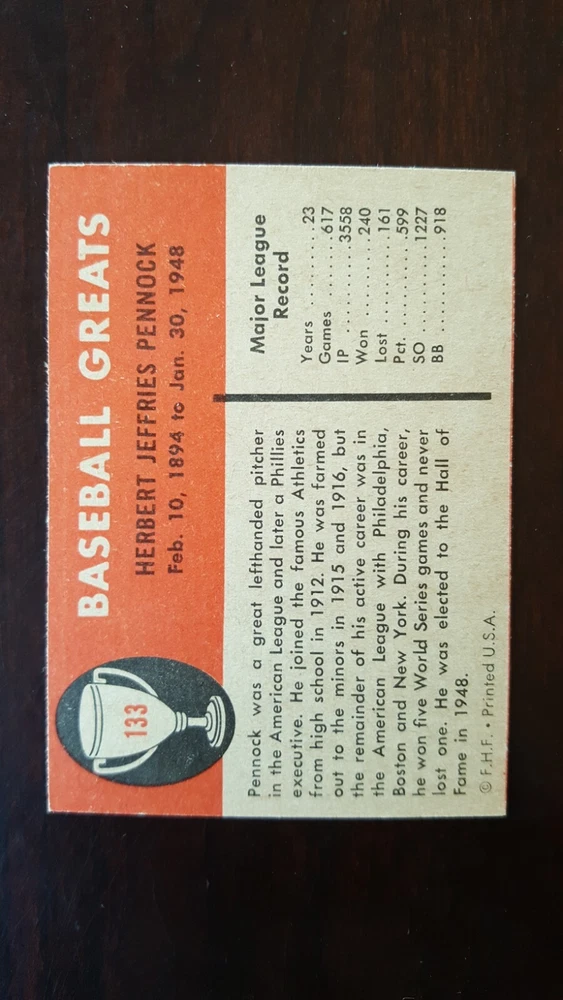 133
BASEBALL GREATS
HERBERT JEFFRIES PENNOCK
Feb. 10, 1894 to Jan. 30, 1948
Pennock was a great lefthanded pitcher
in the American League and later a Phillies
executive. He joined the famous Athletics
from high school in 1912. He was farmed
out to the minors in 1915 and 1916, but
the remainder of his active career was in
the American League with Philadelphia,
Boston and New York. During his career,
he won five World Series games and never
lost one. He was elected to the Hall of
Fame in 1948.
© F.H.F. • Printed U.S.A.
Major League
Record
Years ..........23
Games ........617
IP ............3558
Won ..........240
Lost ..........161
Pct. ...........599
SO ............1227
BB ............918